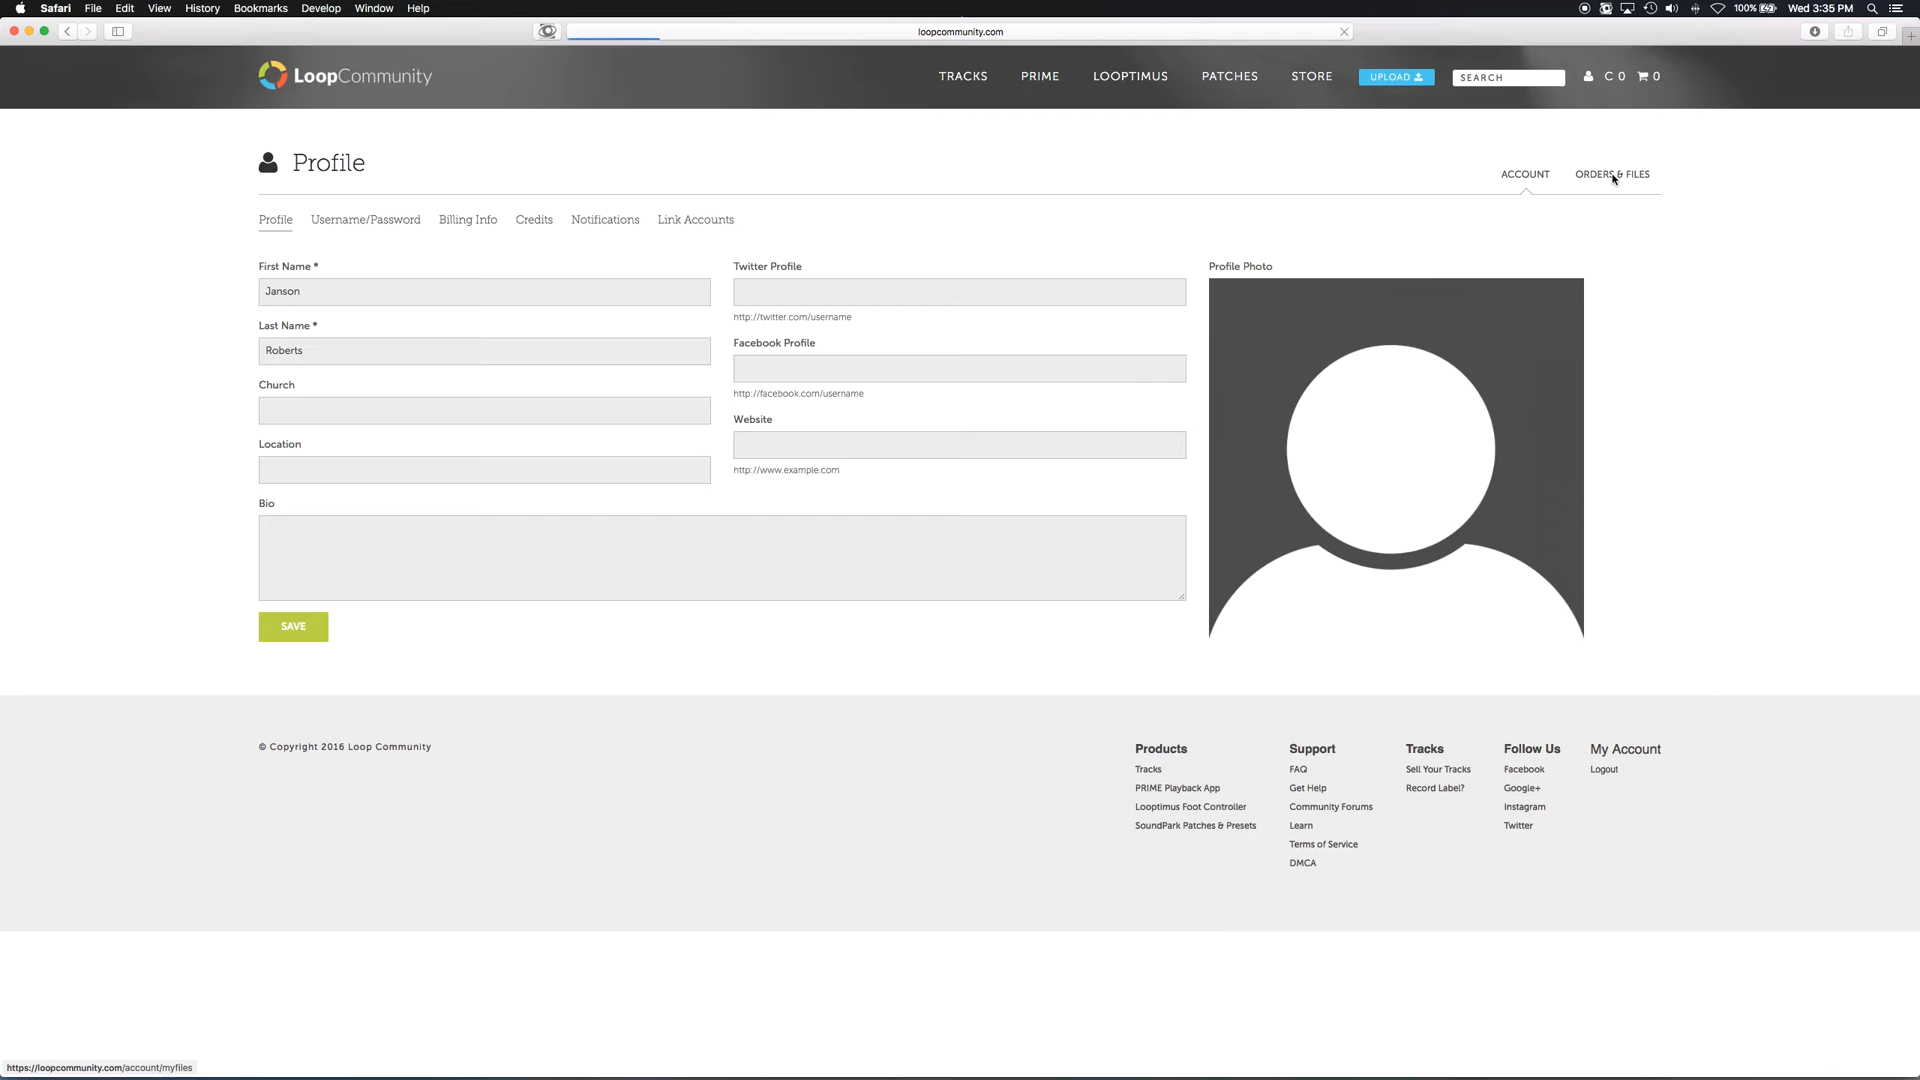 Safari File Edit View History Bookmarks Develop Window Help 100% Wed 3:35 PM
loopcommunity.com
LoopCommunity TRACKS PRIME LOOPTIMUS PATCHES STORE UPLOAD SEARCH C 0 0
Profile
ACCOUNT ORDERS & FILES
Profile Username/Password Billing Info Credits Notifications Link Accounts
First Name * Twitter Profile Profile Photo
Janson
http://twitter.com/username
Last Name *
Facebook Profile
Roberts
Church
http://facebook.com/username
Website
Location
http://www.example.com
Bio
SAVE
© Copyright 2016 Loop Community
Products Support Tracks Follow Us My Account
Tracks FAQ Sell Your Tracks Facebook Logout
PRIME Playback App Get Help Record Label? Google+
Looptimus Foot Controller Community Forums Instagram
SoundPark Patches & Presets Learn Twitter
Terms of Service
DMCA
https://loopcommunity.com/account/myfiles